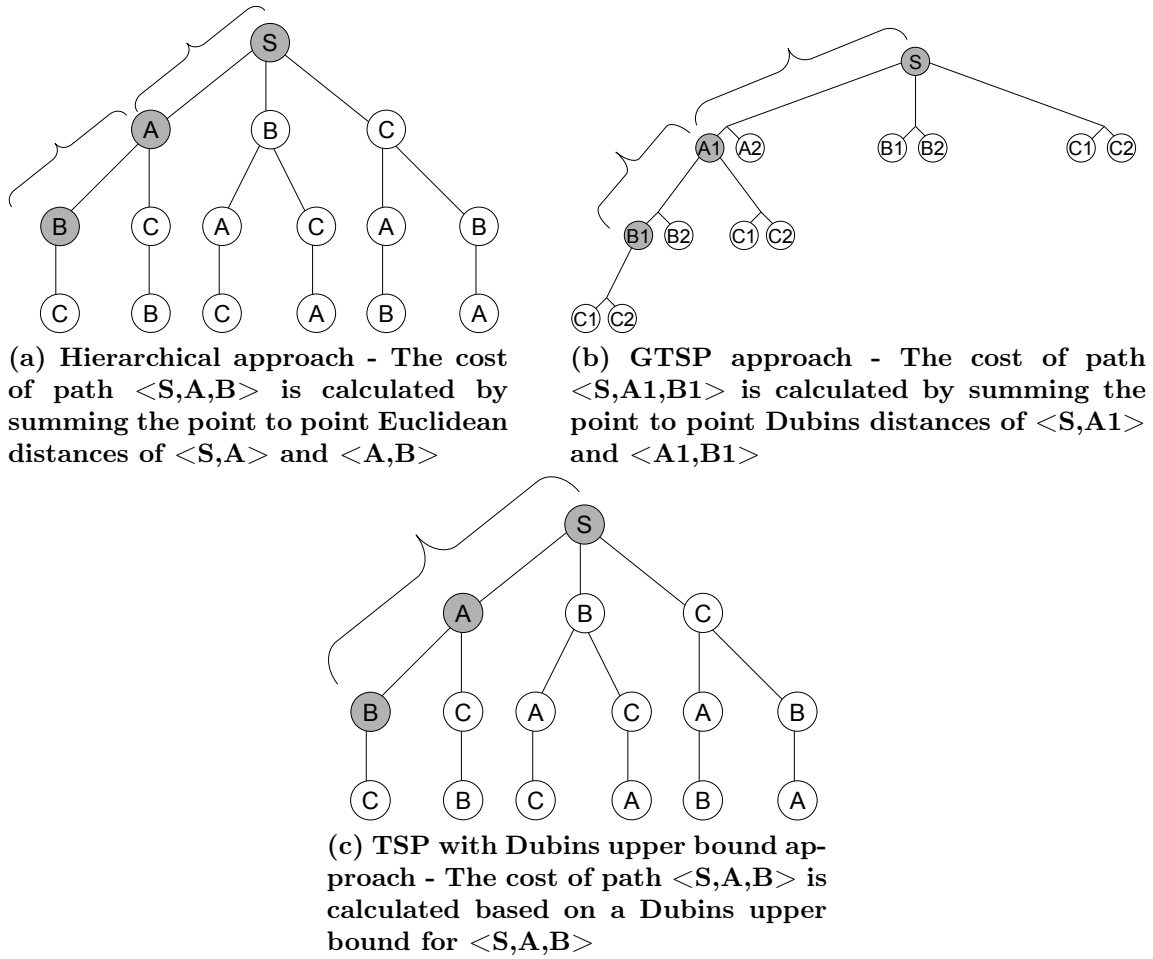 S
A B C
B C A C A B
C B C A B A
(a) Hierarchical approach - The cost
of path <S,A,B> is calculated by
summing the point to point Euclidean
distances of <S,A> and <A,B>
S
A1 A2 B1 B2 C1 C2
B1 B2 C1 C2
C1 C2
(b) GTSP approach - The cost of path
<S,A1,B1> is calculated by summing the
point to point Dubins distances of <S,A1>
and <A1,B1>
S
A B C
B C A C A B
C B C A B A
(c) TSP with Dubins upper bound ap-
proach - The cost of path <S,A,B> is
calculated based on a Dubins upper
bound for <S,A,B>